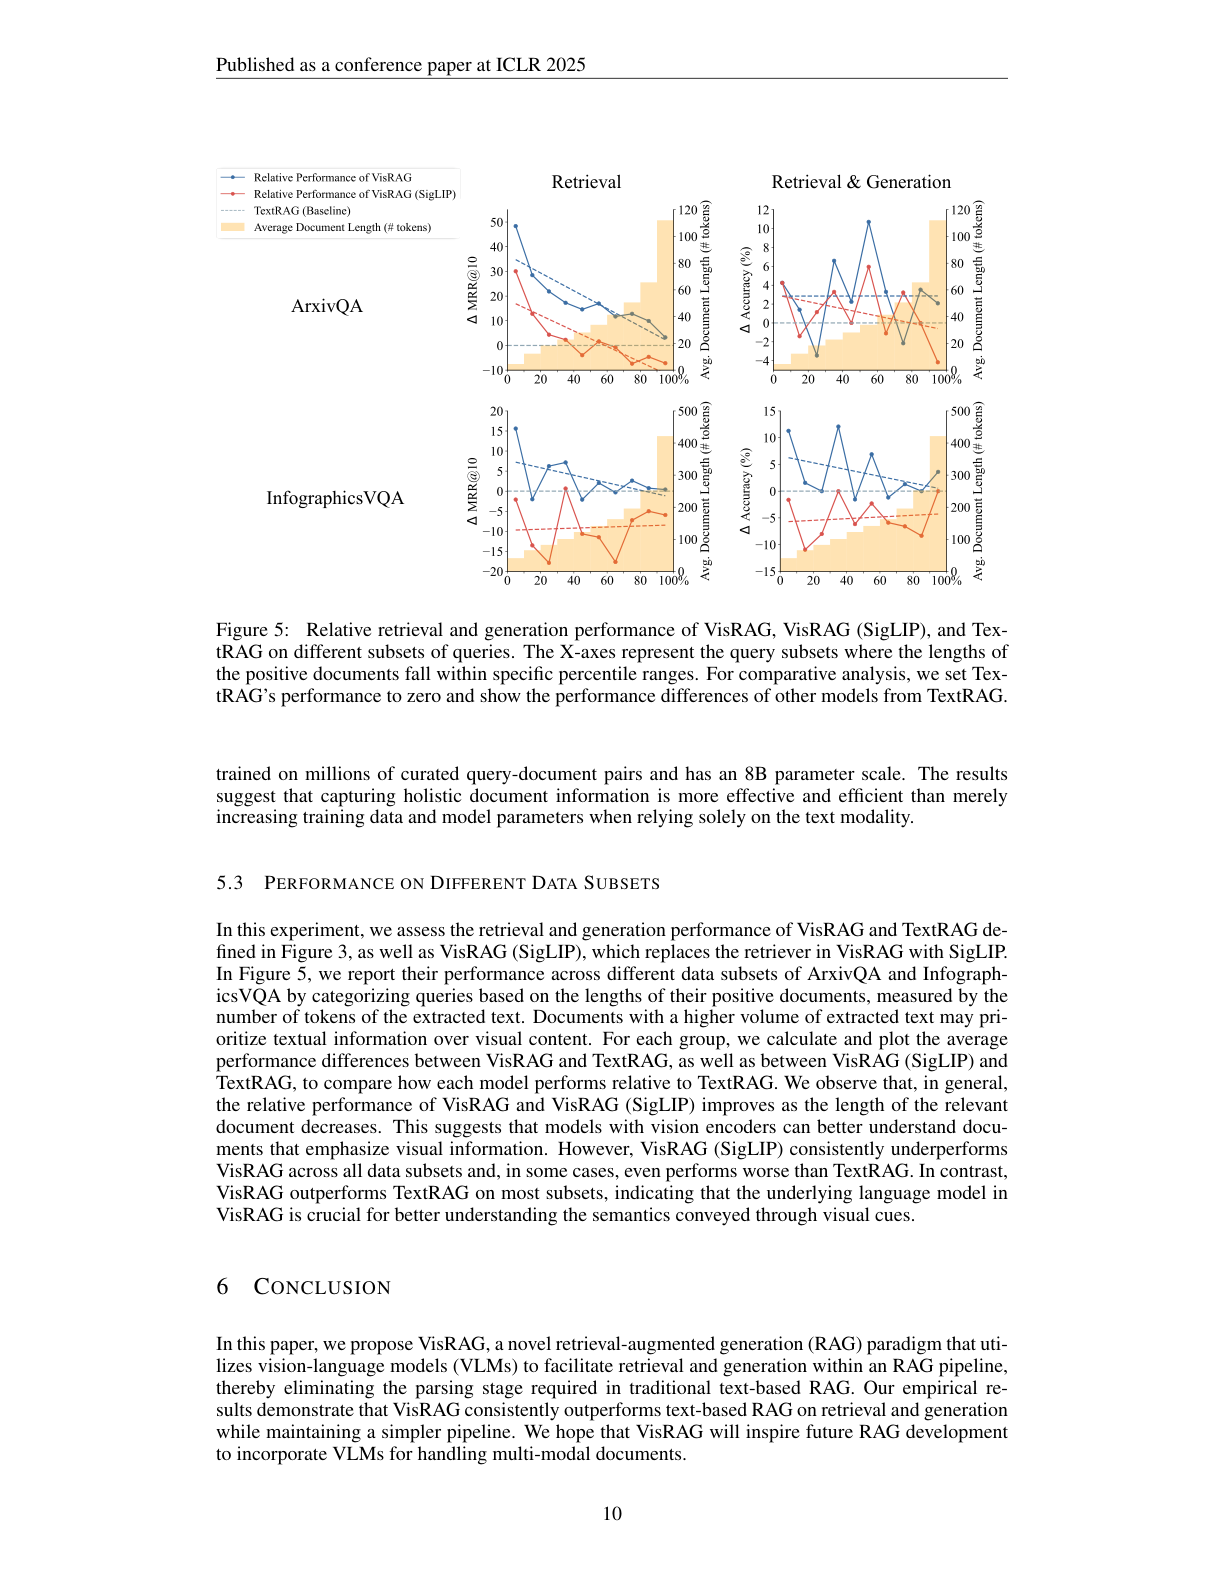 Published as a conference paper at ICLR 2025
Relative Performance of VisRAG
Relative Performance of VisRAG (SigLIP)
TextRAG (Baseline)
Average Document Length (# tokens)
Retrieval
Retrieval & Generation
ArxivQA
Δ MRR@10
50
40
30
20
10
0
−10
0 20 40 60 80 100%
120
100
80
60
40
20
0
Avg. Document Length (# tokens)
Δ Accuracy (%)
12
10
8
6
4
2
0
−2
−4
0 20 40 60 80 100%
120
100
80
60
40
20
0
Avg. Document Length (# tokens)
InfographicsVQA
Δ MRR@10
20
15
10
5
0
−5
−10
−15
−20
0 20 40 60 80 100%
500
400
300
200
100
0
Avg. Document Length (# tokens)
Δ Accuracy (%)
15
10
5
0
−5
−10
−15
0 20 40 60 80 100%
500
400
300
200
100
0
Avg. Document Length (# tokens)
Figure 5: Relative retrieval and generation performance of VisRAG, VisRAG (SigLIP), and Tex-
tRAG on different subsets of queries. The X-axes represent the query subsets where the lengths of
the positive documents fall within specific percentile ranges. For comparative analysis, we set Tex-
tRAG's performance to zero and show the performance differences of other models from TextRAG.
trained on millions of curated query-document pairs and has an 8B parameter scale. The results
suggest that capturing holistic document information is more effective and efficient than merely
increasing training data and model parameters when relying solely on the text modality.
5.3 PERFORMANCE ON DIFFERENT DATA SUBSETS
In this experiment, we assess the retrieval and generation performance of VisRAG and TextRAG de-
fined in Figure 3, as well as VisRAG (SigLIP), which replaces the retriever in VisRAG with SigLIP.
In Figure 5, we report their performance across different data subsets of ArxivQA and Infograph-
icsVQA by categorizing queries based on the lengths of their positive documents, measured by the
number of tokens of the extracted text. Documents with a higher volume of extracted text may pri-
oritize textual information over visual content. For each group, we calculate and plot the average
performance differences between VisRAG and TextRAG, as well as between VisRAG (SigLIP) and
TextRAG, to compare how each model performs relative to TextRAG. We observe that, in general,
the relative performance of VisRAG and VisRAG (SigLIP) improves as the length of the relevant
document decreases. This suggests that models with vision encoders can better understand docu-
ments that emphasize visual information. However, VisRAG (SigLIP) consistently underperforms
VisRAG across all data subsets and, in some cases, even performs worse than TextRAG. In contrast,
VisRAG outperforms TextRAG on most subsets, indicating that the underlying language model in
VisRAG is crucial for better understanding the semantics conveyed through visual cues.
6 CONCLUSION
In this paper, we propose VisRAG, a novel retrieval-augmented generation (RAG) paradigm that uti-
lizes vision-language models (VLMs) to facilitate retrieval and generation within an RAG pipeline,
thereby eliminating the parsing stage required in traditional text-based RAG. Our empirical re-
sults demonstrate that VisRAG consistently outperforms text-based RAG on retrieval and generation
while maintaining a simpler pipeline. We hope that VisRAG will inspire future RAG development
to incorporate VLMs for handling multi-modal documents.
10